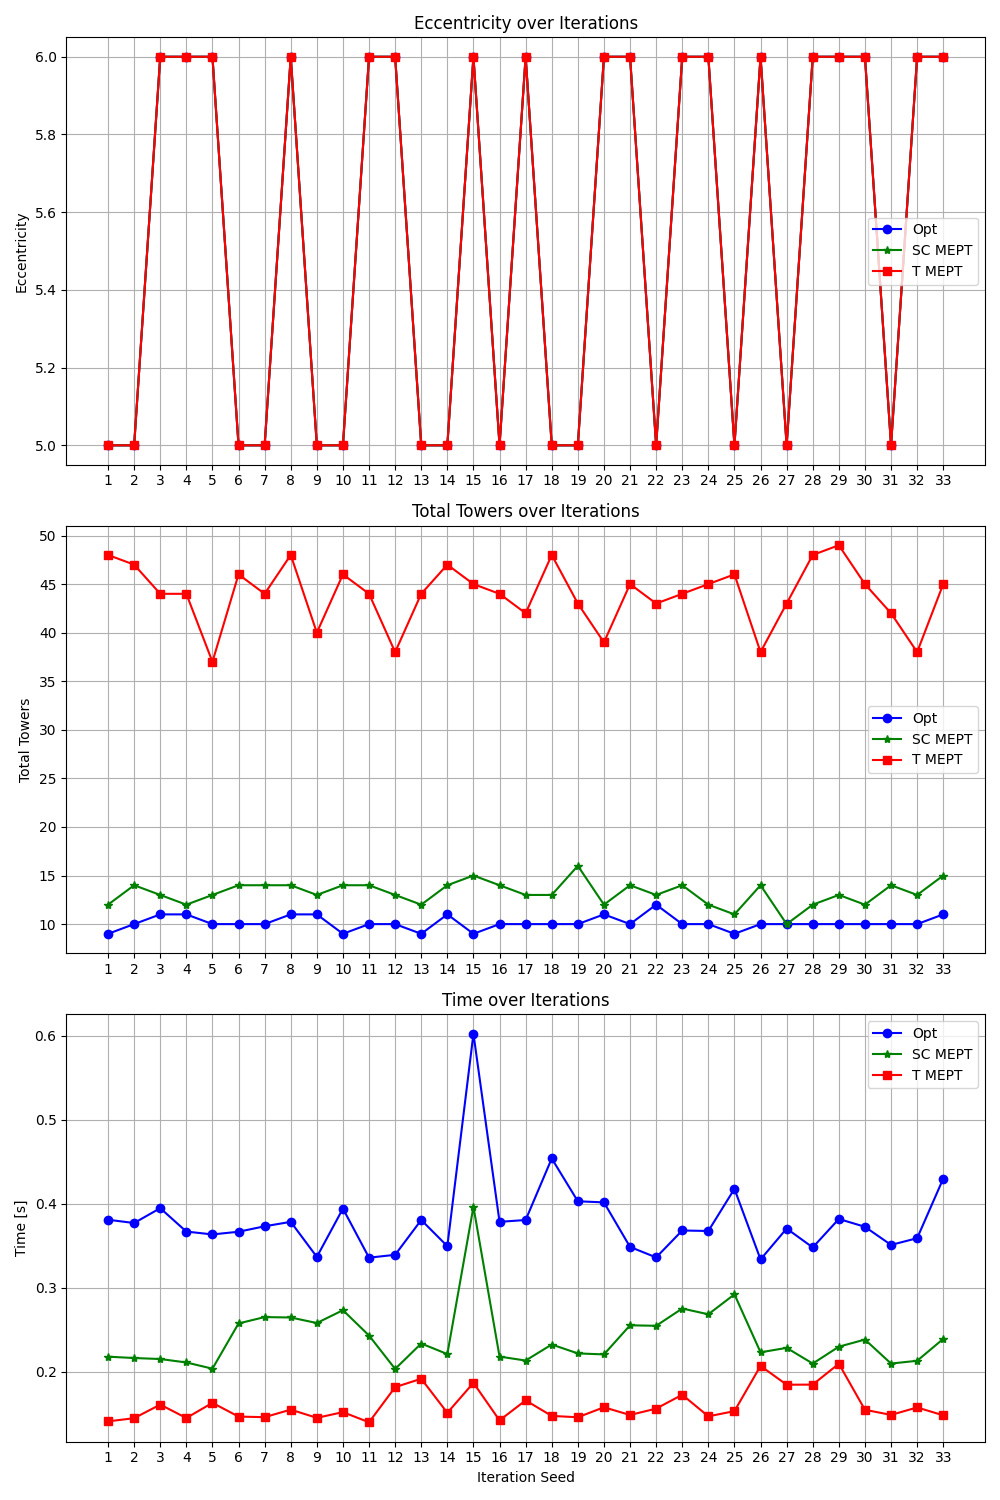 Eccentricity over Iterations
Eccentricity
6.0
5.8
5.6
5.4
5.2
5.0
Opt
SC MEPT
T MEPT
1 2 3 4 5 6 7 8 9 10 11 12 13 14 15 16 17 18 19 20 21 22 23 24 25 26 27 28 29 30 31 32 33
Total Towers over Iterations
Total Towers
50
45
40
35
30
25
20
15
10
Opt
SC MEPT
T MEPT
1 2 3 4 5 6 7 8 9 10 11 12 13 14 15 16 17 18 19 20 21 22 23 24 25 26 27 28 29 30 31 32 33
Time over Iterations
Time [s]
0.6
0.5
0.4
0.3
0.2
Opt
SC MEPT
T MEPT
1 2 3 4 5 6 7 8 9 10 11 12 13 14 15 16 17 18 19 20 21 22 23 24 25 26 27 28 29 30 31 32 33
Iteration Seed